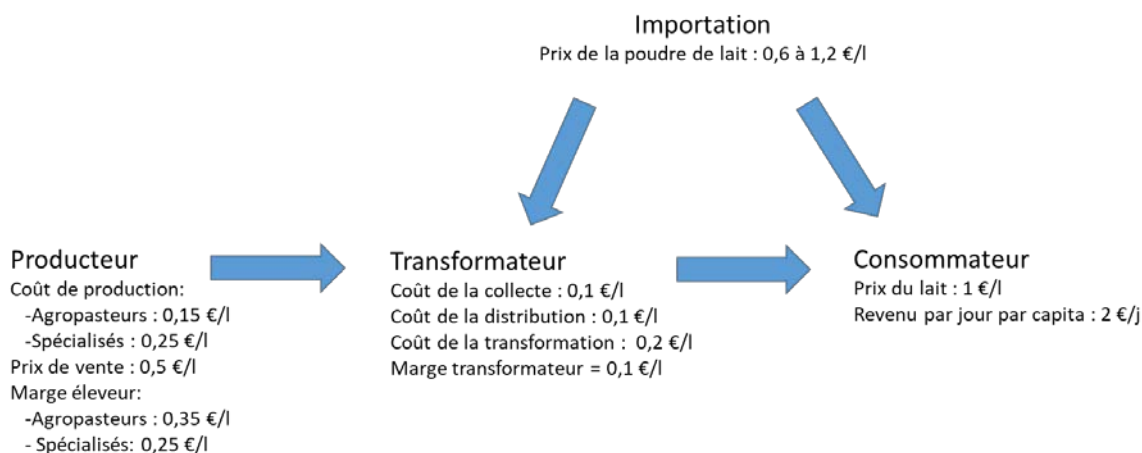 Importation
Prix de la poudre de lait : 0,6 à 1,2 €/l
Producteur
Coût de production:
-Agropasteurs : 0,15 €/l
-Spécialisés : 0,25 €/l
Prix de vente : 0,5 €/l
Marge éleveur:
-Agropasteurs : 0,35 €/l
- Spécialisés: 0,25 €/l
Transformateur
Coût de la collecte : 0,1 €/l
Coût de la distribution : 0,1 €/l
Coût de la transformation : 0,2 €/l
Marge transformateur = 0,1 €/l
Consommateur
Prix du lait : 1 €/l
Revenu par jour par capita : 2 €/j